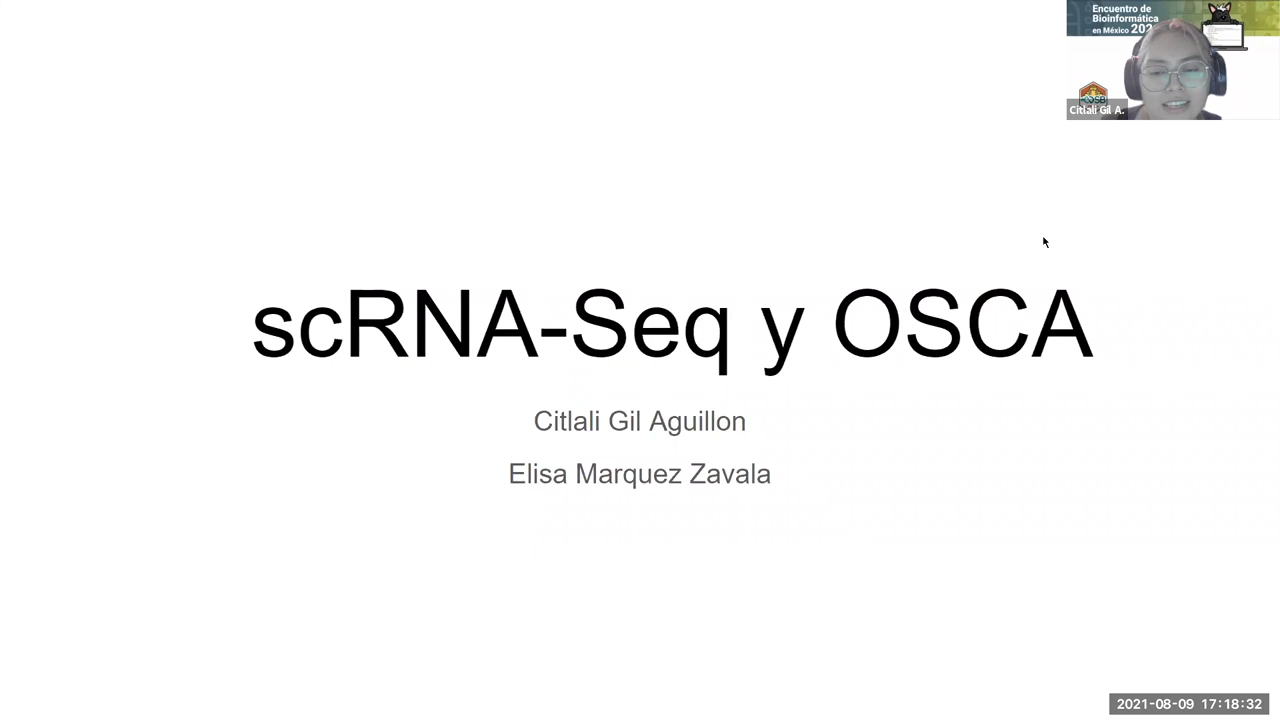 Encuentro de
Bioinformática
en México 202
Citlali Gil A.
scRNA-Seq y OSCA
Citlali Gil Aguillon
Elisa Marquez Zavala
2021-08-09 17:18:32